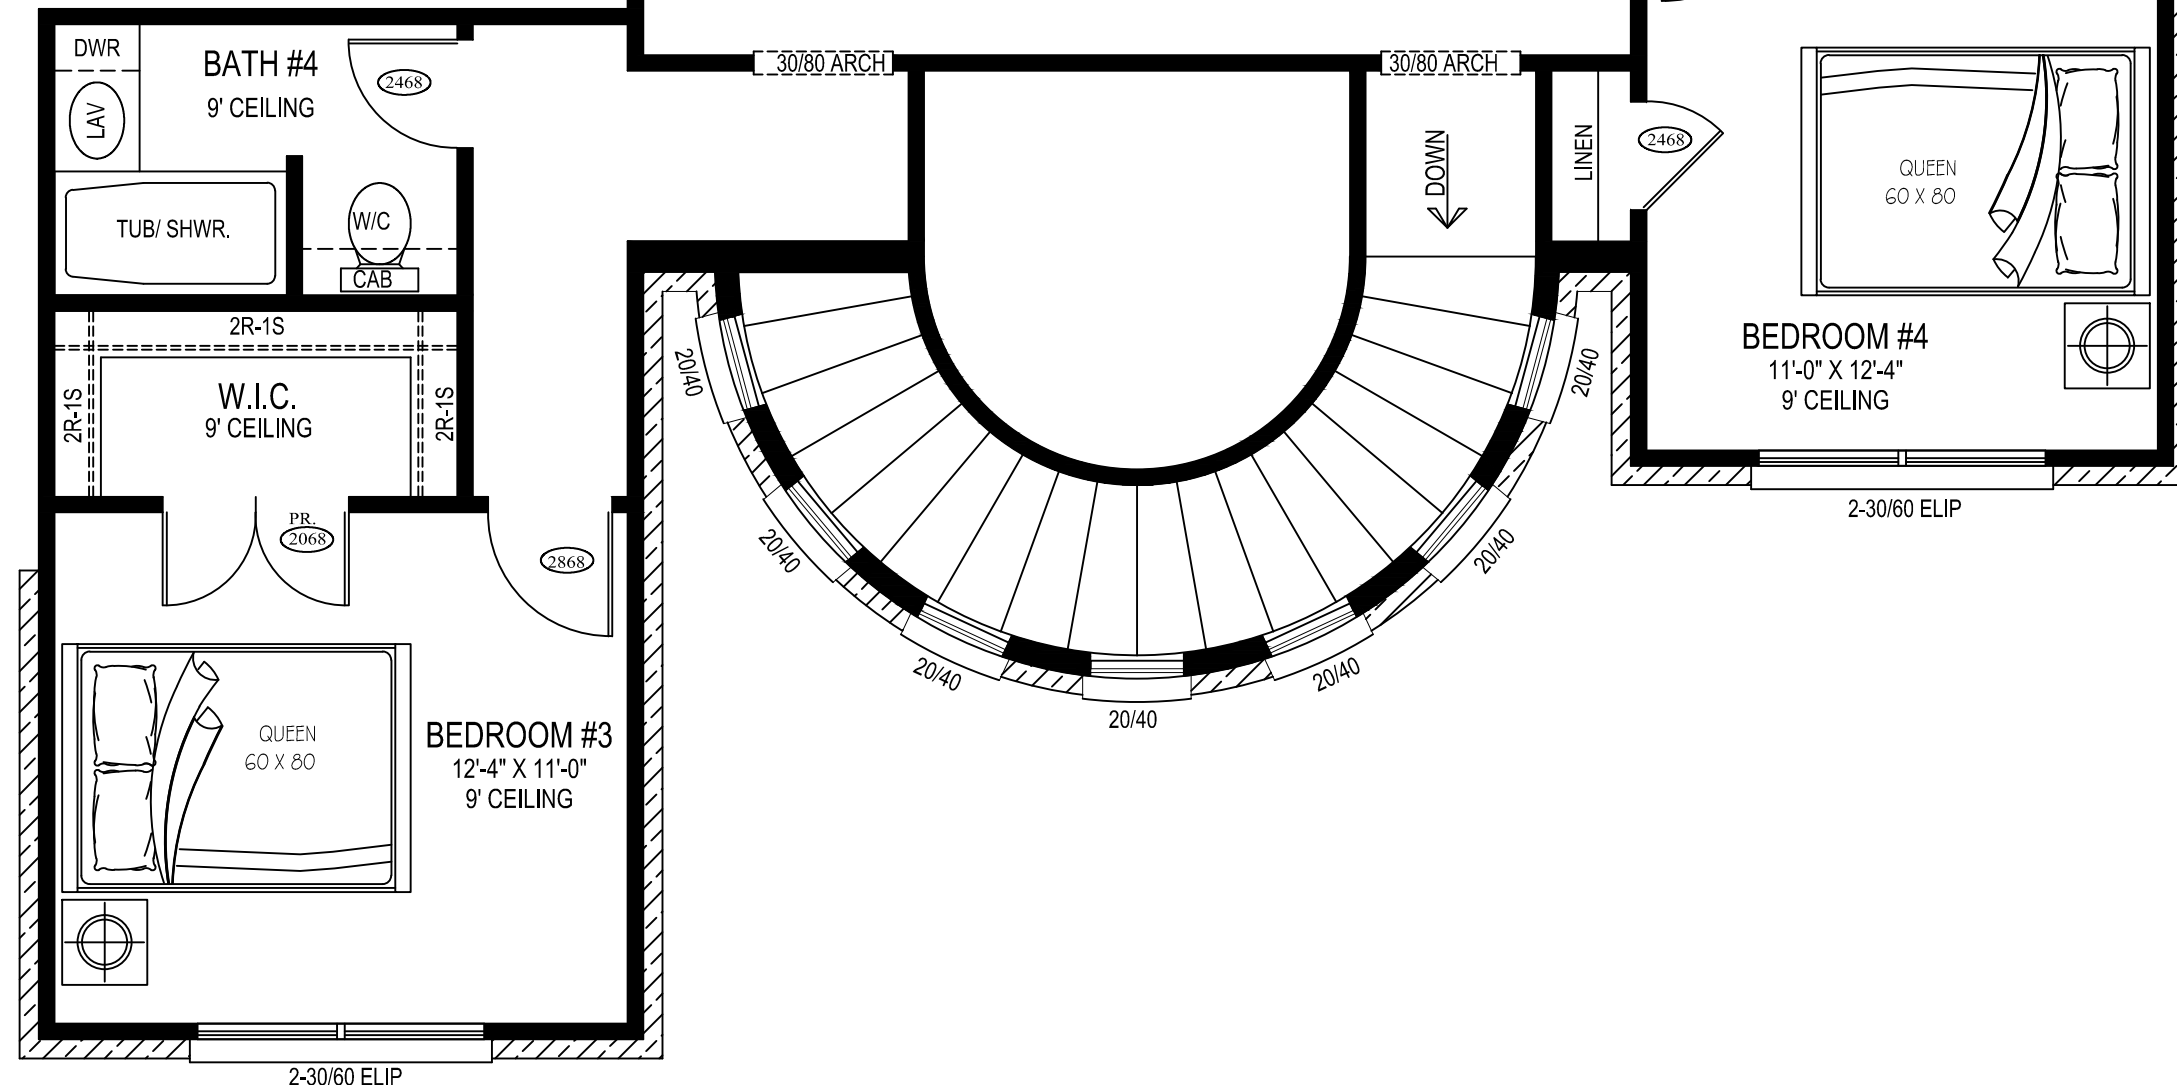 DWR
BATH #4
9' CEILING
2468
LAV
TUB/ SHWR.
W/C
CAB
30/80 ARCH
30/80 ARCH
DOWN
LINEN
2468
QUEEN
60 X 80
BEDROOM #4
11'-0" X 12'-4"
9' CEILING
2-30/60 ELIP
2R-1S
2R-1S
2R-1S
W.I.C.
9' CEILING
PR.
2068
2868
20/40
20/40
20/40
20/40
20/40
20/40
20/40
QUEEN
60 X 80
BEDROOM #3
12'-4" X 11'-0"
9' CEILING
2-30/60 ELIP